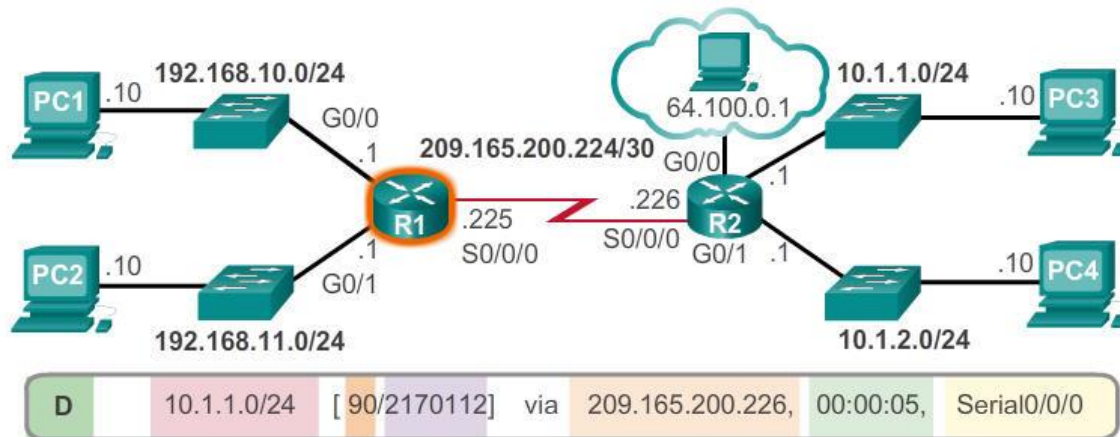 192.168.10.0/24
10.1.1.0/24
PC1
.10
64.100.0.1
.10
PC3
G0/0
.1
209.165.200.224/30
G0/0
.1
R1
.225
S0/0/0
.226
S0/0/0
R2
PC2
.10
.1
G0/1
G0/1
.1
.10
PC4
192.168.11.0/24
10.1.2.0/24
D 10.1.1.0/24 [ 90/2170112] via 209.165.200.226, 00:00:05, Serial0/0/0